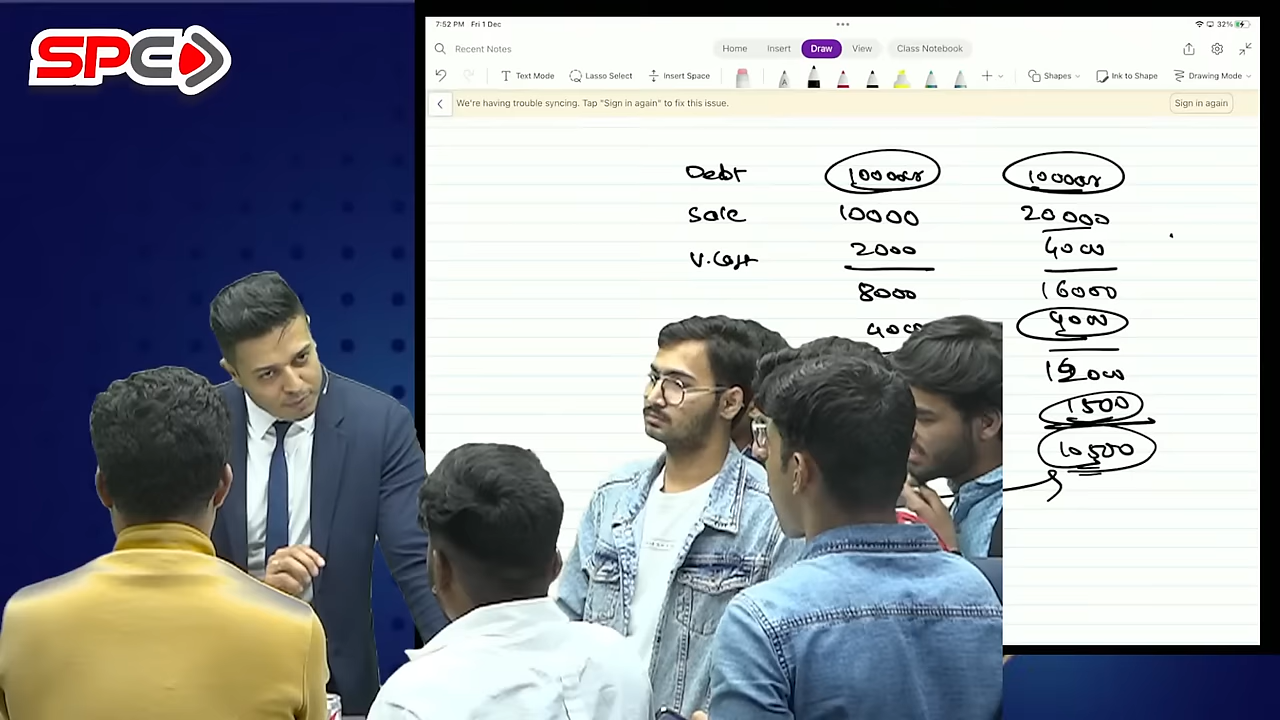 SPC
7:52 PM Fri 1 Dec
32%
Recent Notes
Home Insert Draw View Class Notebook
Text Mode Lasso Select Insert Space Shapes Ink to Shape Drawing Mode
We're having trouble syncing. Tap "Sign in again" to fix this issue.
Sign in again
Debt 100000 100000
Sale 10000 20000
V.Cost 2000 4000
8000 16000
4000 4000
12000
1500
10500